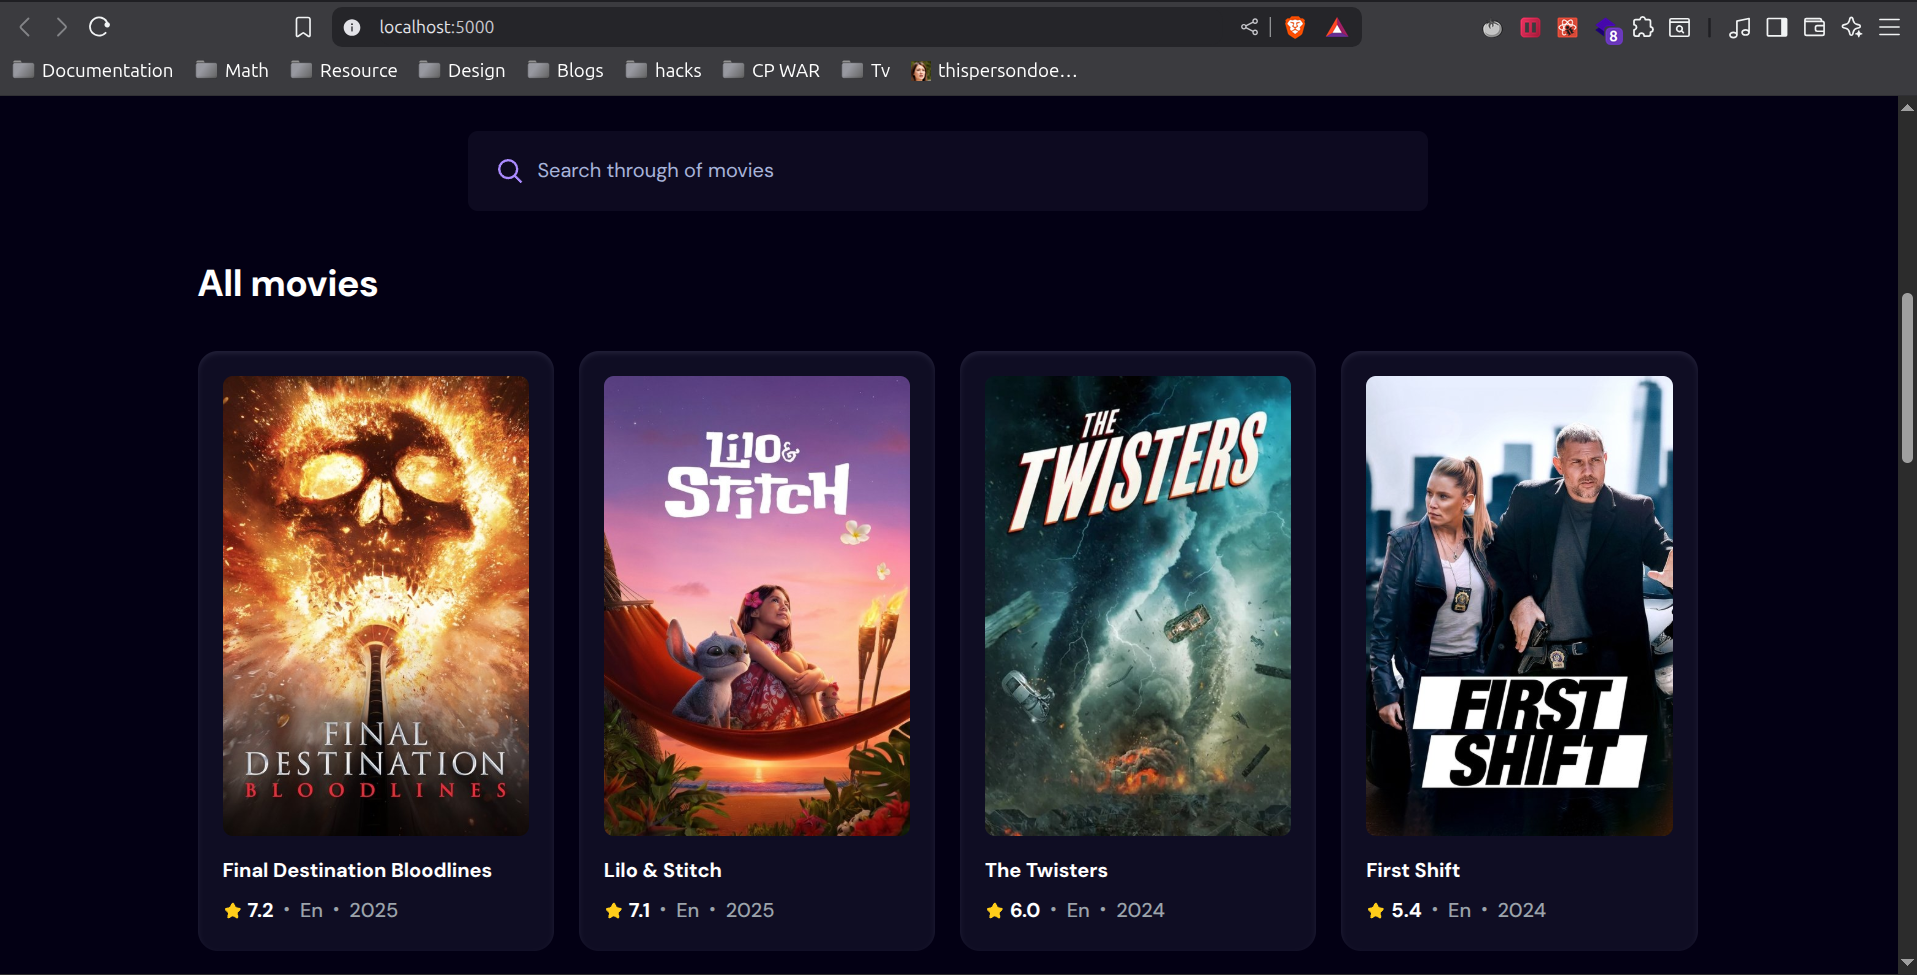 localhost:5000
8
Documentation Math Resource Design Blogs hacks CP WAR Tv thispersondoe...
Search through of movies
All movies
FINAL
DESTINATION
BLOODLINES
Lilo &
Stitch
THE
TWISTERS
FIRST
SHIFT
Final Destination Bloodlines
7.2 • En • 2025
Lilo & Stitch
7.1 • En • 2025
The Twisters
6.0 • En • 2024
First Shift
5.4 • En • 2024